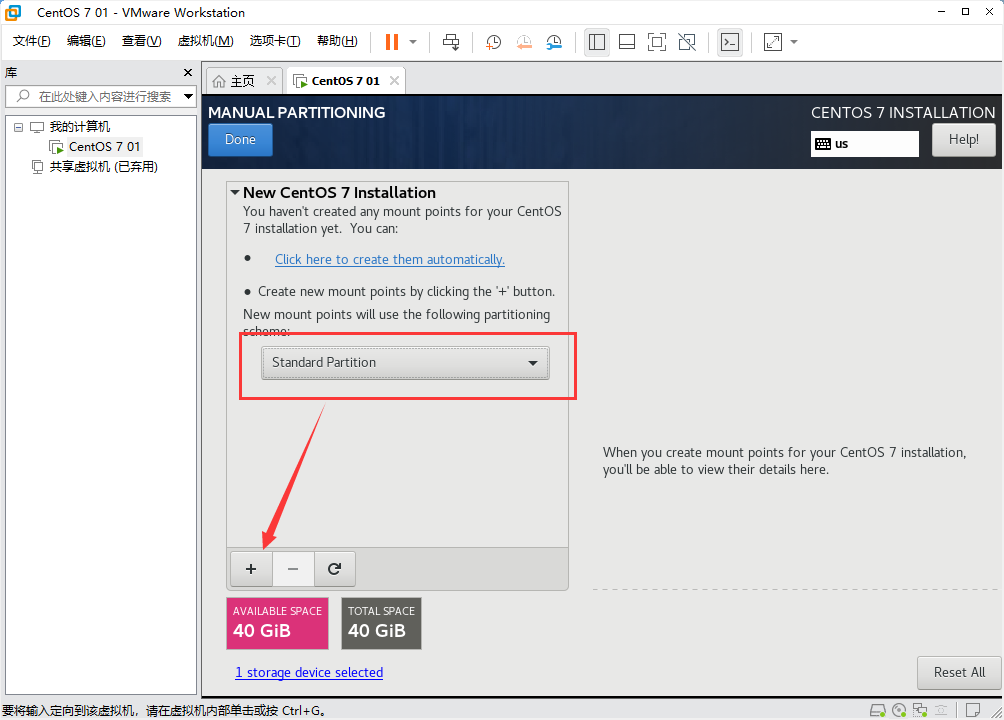 CentOS 7 01 - VMware Workstation
文件(F) 编辑(E) 查看(V) 虚拟机(M) 选项卡(T) 帮助(H)
库
在此处键入内容进行搜索
我的计算机
CentOS 7 01
共享虚拟机 (已弃用)
主页
CentOS 7 01
MANUAL PARTITIONING
Done
CENTOS 7 INSTALLATION
us
Help!
New CentOS 7 Installation
You haven't created any mount points for your CentOS
7 installation yet. You can:
• Click here to create them automatically.
• Create new mount points by clicking the '+' button.
New mount points will use the following partitioning
scheme:
Standard Partition
When you create mount points for your CentOS 7 installation,
you'll be able to view their details here.
+ −
AVAILABLE SPACE
40 GiB
TOTAL SPACE
40 GiB
1 storage device selected
Reset All
要将输入定向到该虚拟机，请在虚拟机内部单击或按 Ctrl+G。